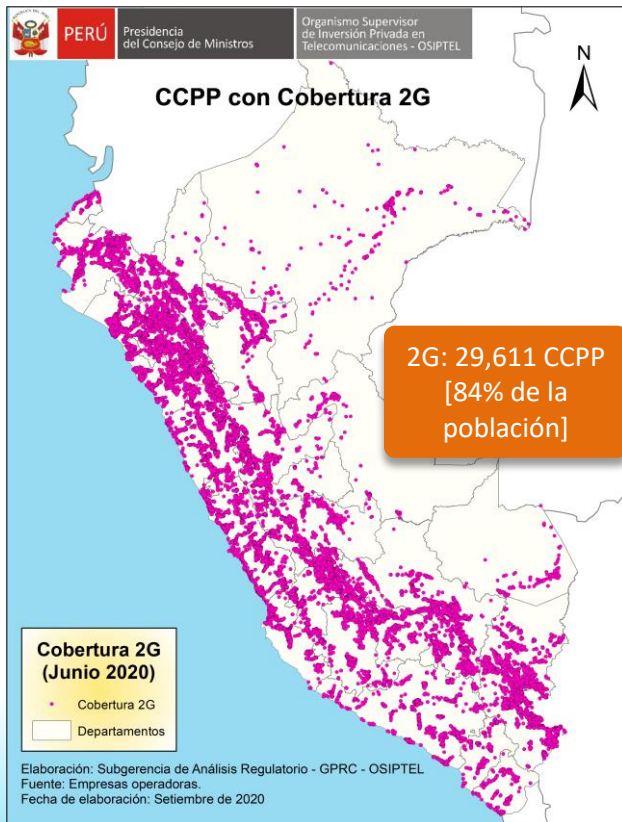 PERÚ
Presidencia
del Consejo de Ministros
Organismo Supervisor
de Inversión Privada en
Telecomunicaciones - OSIPTEL
CCPP con Cobertura 2G
N
2G: 29,611 CCPP
[84% de la
población]
Cobertura 2G
(Junio 2020)
Cobertura 2G
Departamentos
Elaboración: Subgerencia de Análisis Regulatorio - GPRC - OSIPTEL
Fuente: Empresas operadoras.
Fecha de elaboración: Setiembre de 2020